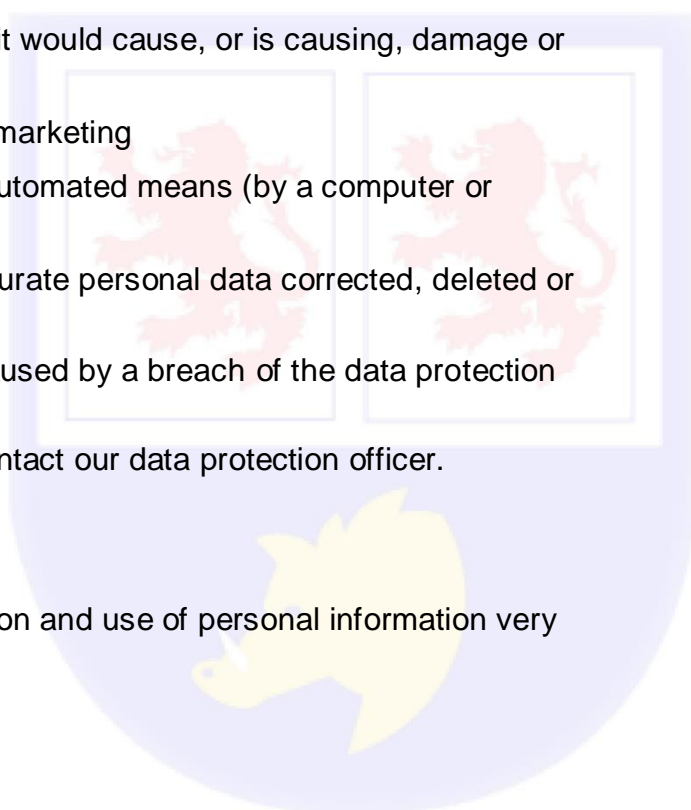 it would cause, or is causing, damage or
marketing
utomated means (by a computer or
urate personal data corrected, deleted or
used by a breach of the data protection
ntact our data protection officer.
on and use of personal information very